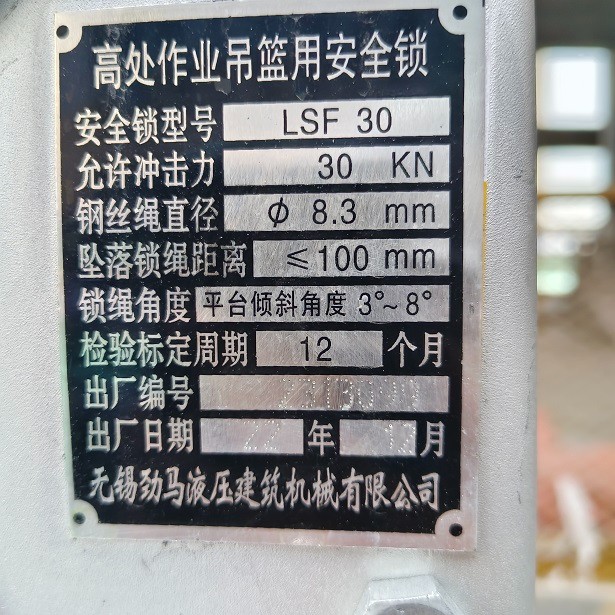 高处作业吊篮用安全锁
安全锁型号 LSF 30
允许冲击力 30 KN
钢丝绳直径 ϕ 8.3 mm
坠落锁绳距离 ≤100 mm
锁绳角度 平台倾斜角度 3°~8°
检验标定周期 12 个月
出厂编号
出厂日期 22 年 月
无锡劲马液压建筑机械有限公司